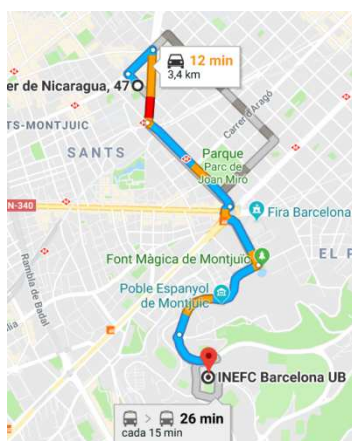 12 min
3,4 km
er de Nicaragua, 47
Carrer d'Aragó
TS-MONTJUIC
SANTS
Parque
Parc de
Joan Miró
N-340
Fira Barcelona
Font Màgica de Montjuïc
EL P
Rambla de Badal
Poble Espanyol
de Montjuïc
lia
INEFC Barcelona UB
26 min
cada 15 min